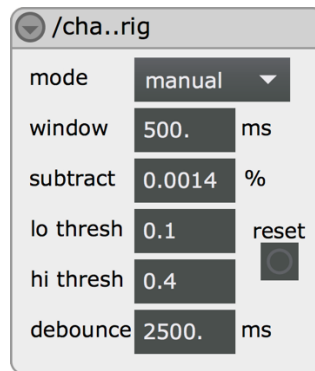 /cha..rig
mode manual
window 500. ms
subtract 0.0014 %
lo thresh 0.1 reset
hi thresh 0.4
debounce 2500. ms